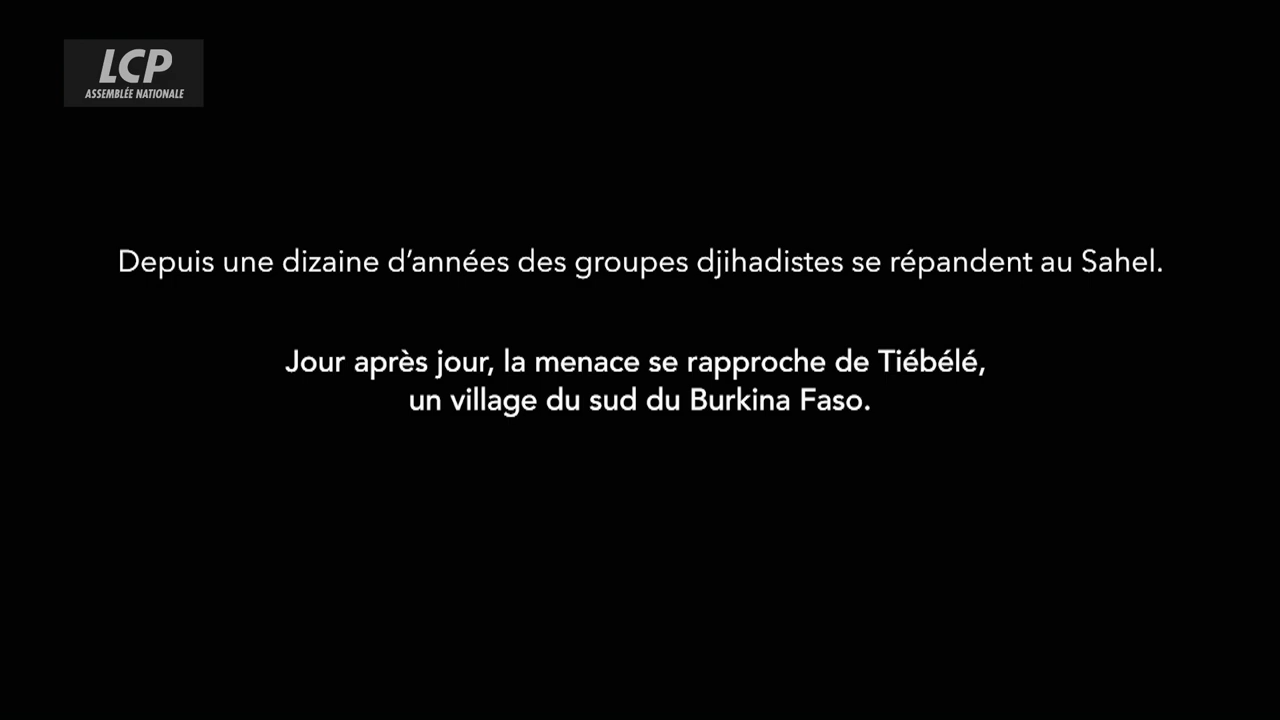 LCP
ASSEMBLÉE NATIONALE
Depuis une dizaine d’années des groupes djihadistes se répandent au Sahel.
Jour après jour, la menace se rapproche de Tiébélé,
un village du sud du Burkina Faso.